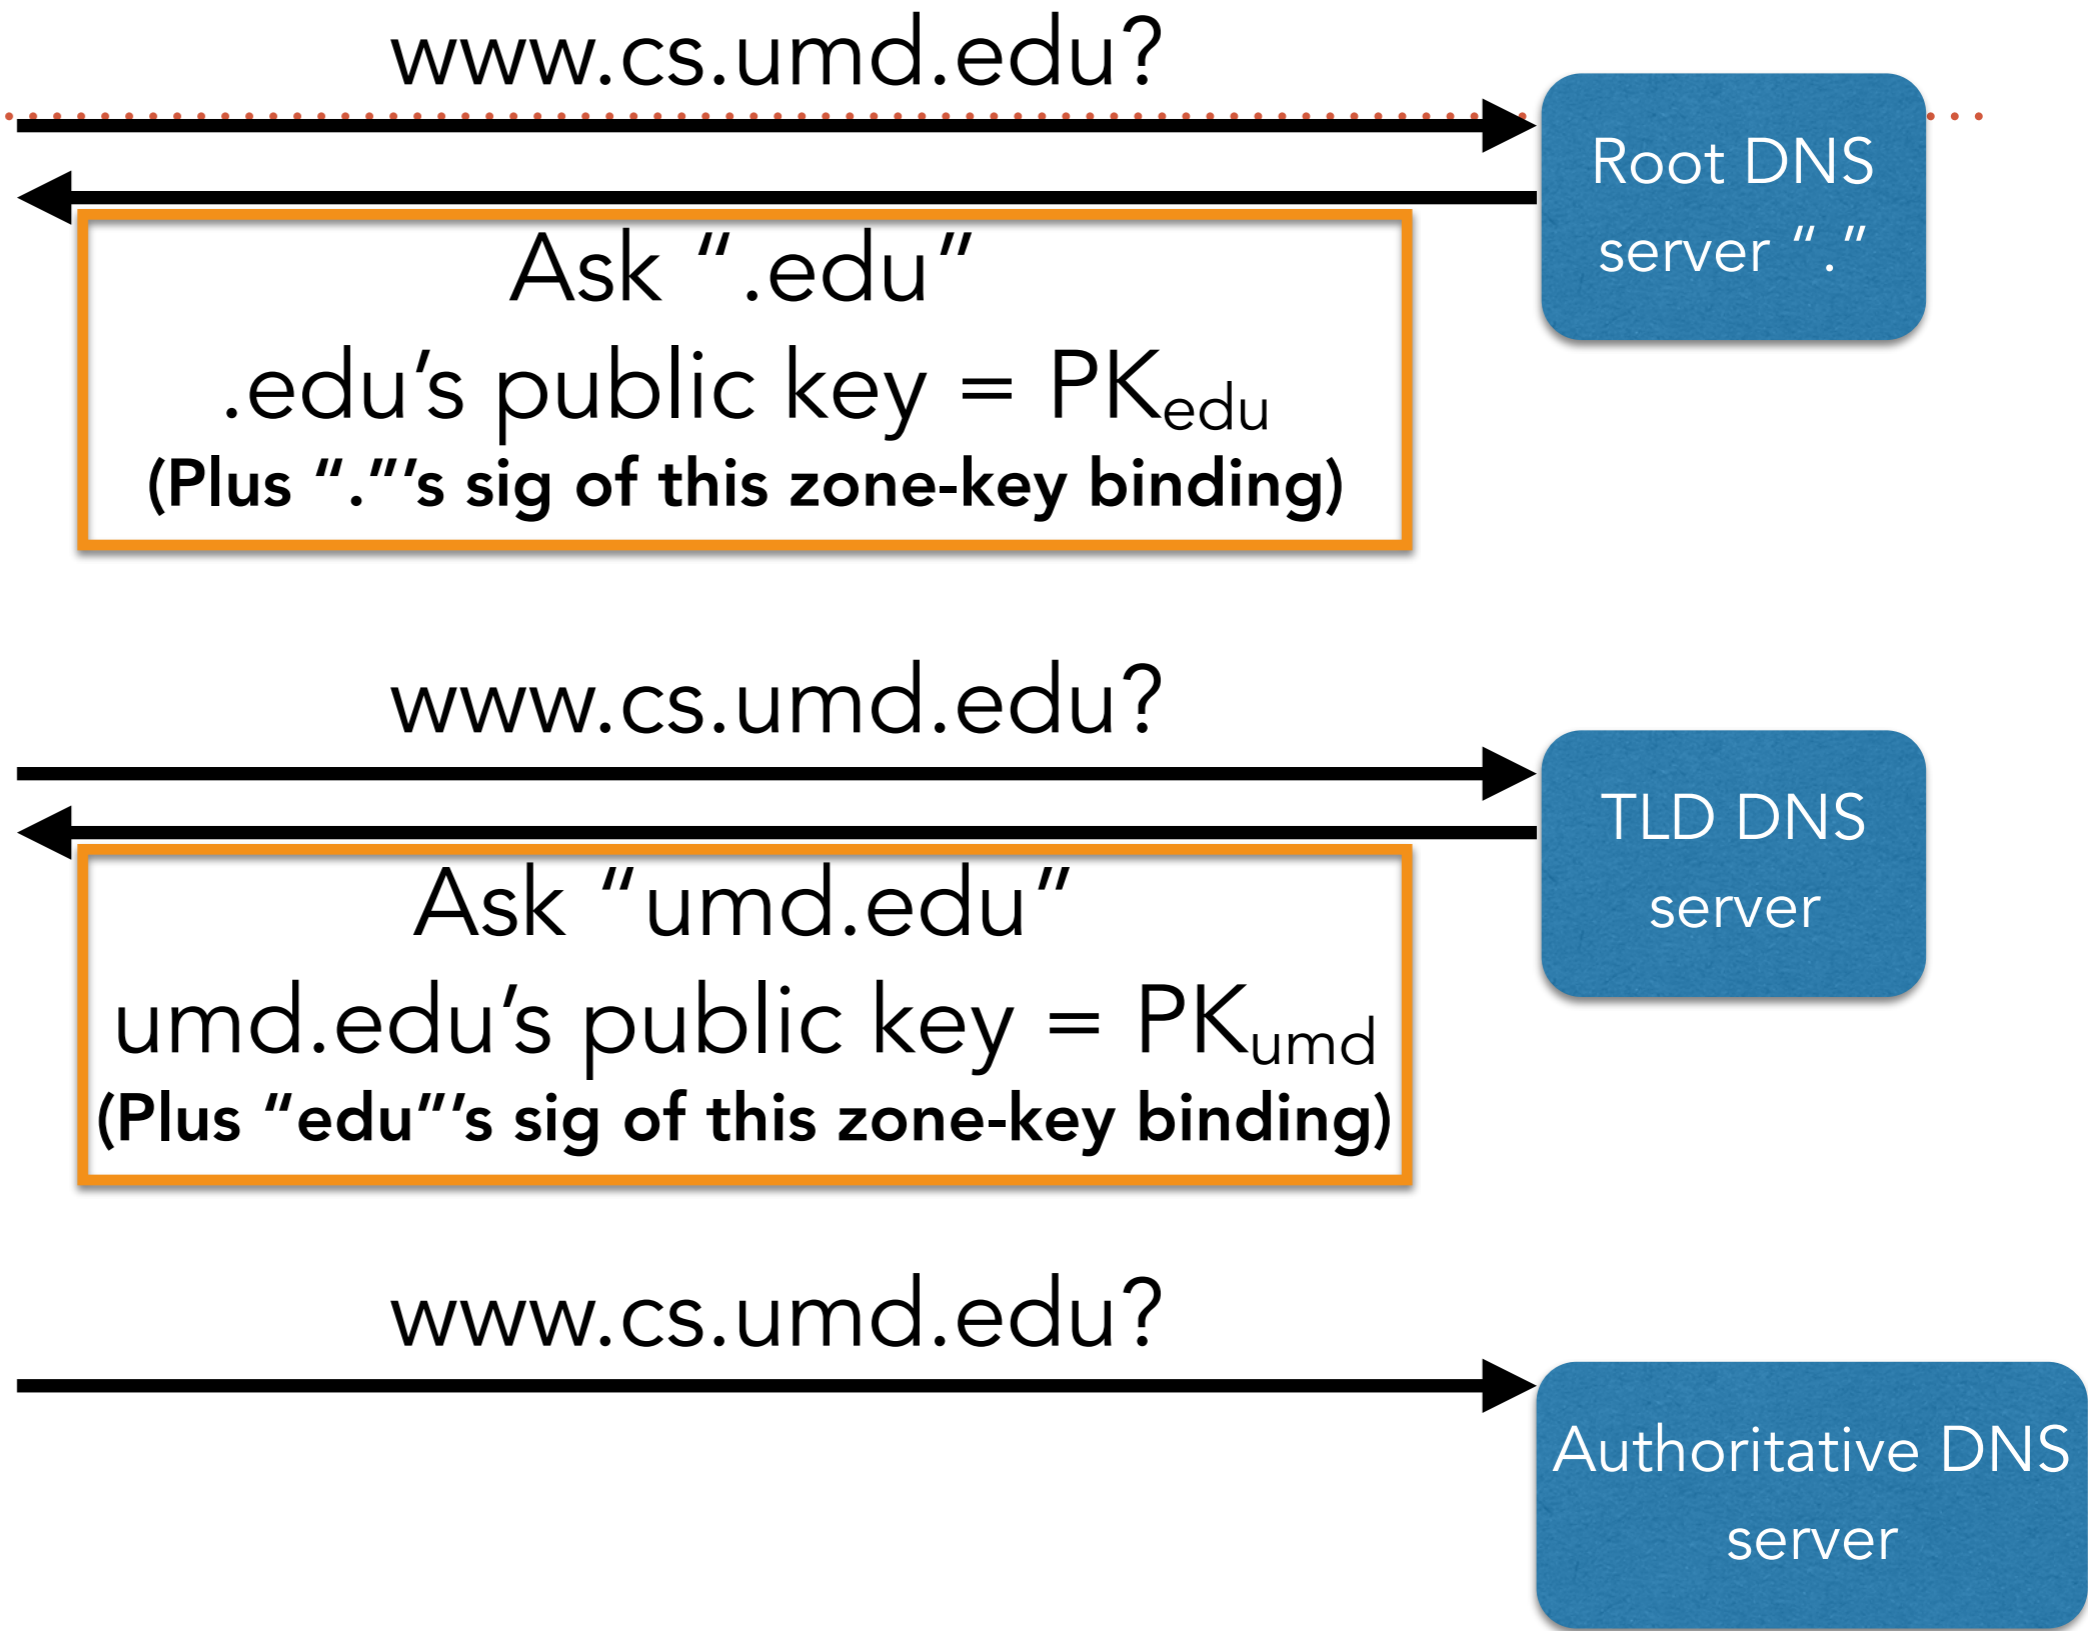 www.cs.umd.edu?
Root DNS
server “.”
Ask “.edu”
.edu’s public key = PKedu
(Plus “.”’s sig of this zone-key binding)
www.cs.umd.edu?
TLD DNS
server
Ask “umd.edu”
umd.edu’s public key = PKumd
(Plus “edu”’s sig of this zone-key binding)
www.cs.umd.edu?
Authoritative DNS
server